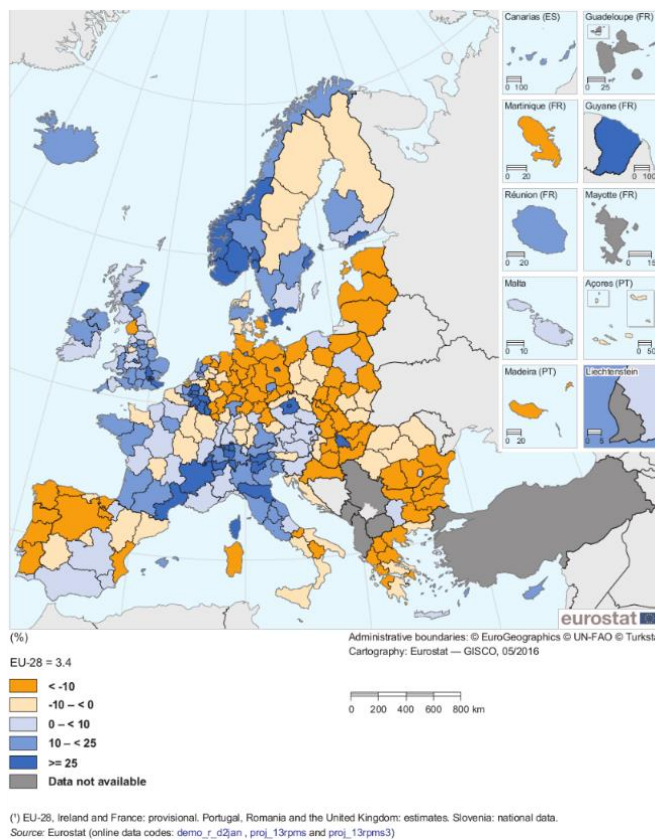 Canarias (ES)
0 100
Guadeloupe (FR)
0 25
Martinique (FR)
0 20
Guyane (FR)
0 100
Réunion (FR)
0 20
Mayotte (FR)
0 15
Malta
0 10
Açores (PT)
0 50
Madeira (PT)
0 20
Liechtenstein
0 5
eurostat
(%)
Administrative boundaries: © EuroGeographics © UN-FAO © Turksta
Cartography: Eurostat — GISCO, 05/2016
EU-28 = 3.4
< -10
-10 – < 0
0 – < 10
10 – < 25
>= 25
Data not available
0 200 400 600 800 km
(¹) EU-28, Ireland and France: provisional. Portugal, Romania and the United Kingdom: estimates. Slovenia: national data.
Source: Eurostat (online data codes: demo_r_d2jan , proj_13rpms and proj_13rpms3)